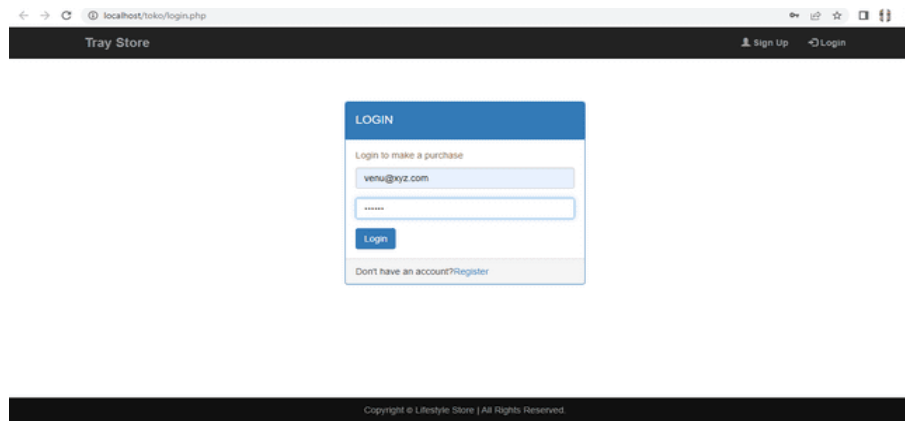 localhost/toko/login.php
Tray Store
Sign Up Login
LOGIN
Login to make a purchase
venu@xyz.com
······
Login
Don't have an account?Register
Copyright © Lifestyle Store | All Rights Reserved.